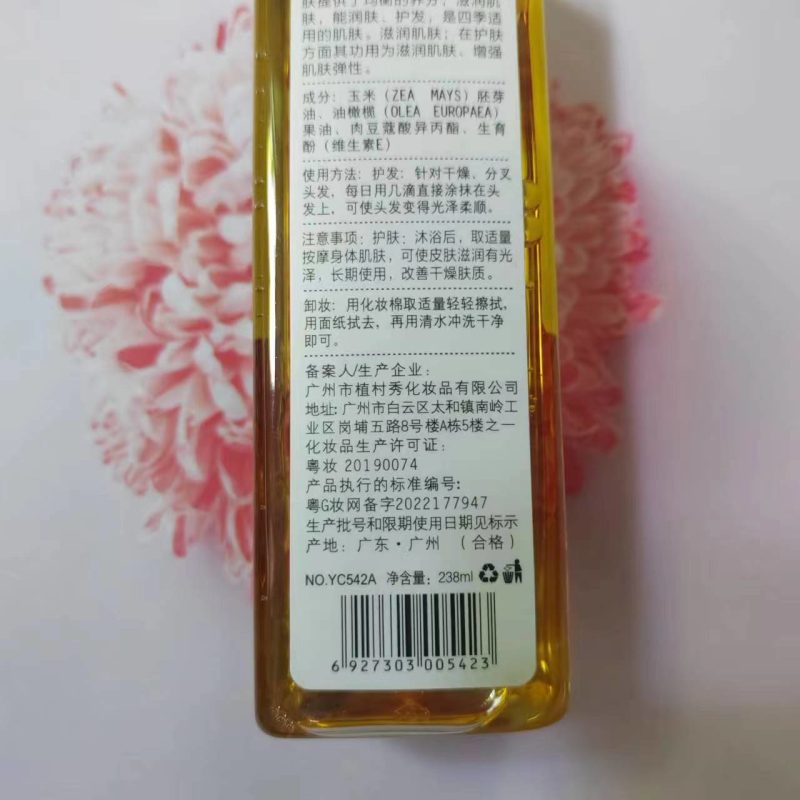 肤提供了均衡的养分，滋润肌
肤，能润肤、护发，是四季适
用的肌肤。滋润肌肤；在护肤
方面其功用为滋润肌肤、增强
肌肤弹性。
成分：玉米（ZEA MAYS）胚芽
油、油橄榄（OLEA EUROPAEA）
果油、肉豆蔻酸异丙酯、生育
酚（维生素E）
使用方法：护发：针对干燥、分叉
头发，每日用几滴直接涂抹在头
发上，可使头发变得光泽柔顺。
注意事项：护肤：沐浴后，取适量
按摩身体肌肤，可使皮肤滋润有光
泽，长期使用，改善干燥肤质。
卸妆：用化妆棉取适量轻轻擦拭，
用面纸拭去，再用清水冲洗干净
即可。
备案人/生产企业：
广州市植村秀化妆品有限公司
地址：广州市白云区太和镇南岭工
业区岗埔五路8号楼A栋5楼之一
化妆品生产许可证：
粤妆 20190074
产品执行的标准编号：
粤G妆网备字2022177947
生产批号和限期使用日期见标示
产地：广东·广州 （合格）
NO.YC542A 净含量：238ml
6 927303 005423